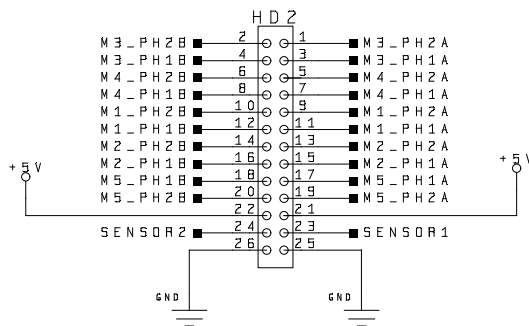 HD2
M3_PH2B 2 1 M3_PH2A
M3_PH1B 4 3 M3_PH1A
M4_PH2B 6 5 M4_PH2A
M4_PH1B 8 7 M4_PH1A
M1_PH2B 10 9 M1_PH2A
M1_PH1B 12 11 M1_PH1A
M2_PH2B 14 13 M2_PH2A
M2_PH1B 16 15 M2_PH1A
+5V +5V
M5_PH1B 18 17 M5_PH1A
M5_PH2B 20 19 M5_PH2A
22 21
SENSOR2 24 23 SENSOR1
26 25
GND GND